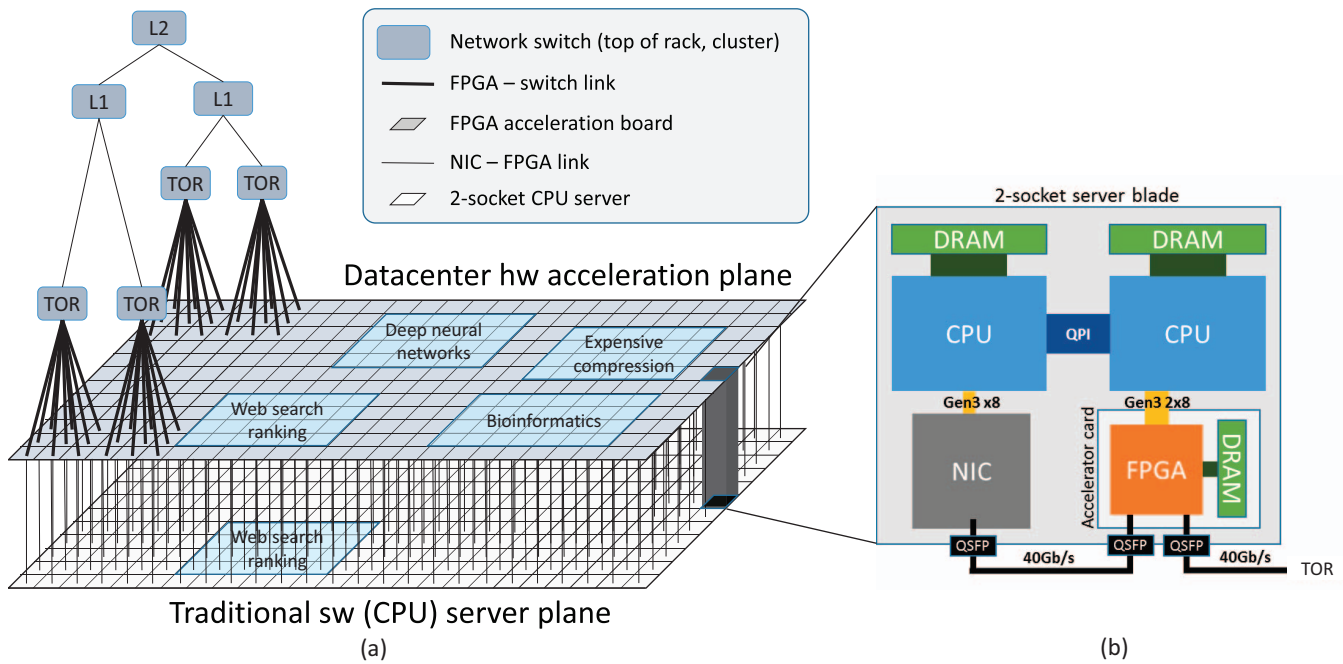 L2
L1
L1
TOR
TOR
TOR
TOR
Network switch (top of rack, cluster)
FPGA – switch link
FPGA acceleration board
NIC – FPGA link
2-socket CPU server
Datacenter hw acceleration plane
Deep neural
networks
Expensive
compression
Web search
ranking
Bioinformatics
Web search
ranking
Traditional sw (CPU) server plane
(a)
2-socket server blade
DRAM
DRAM
CPU
QPI
CPU
Gen3 x8
Gen3 2x8
NIC
Accelerator card
FPGA
DRAM
QSFP
QSFP
QSFP
40Gb/s
40Gb/s
TOR
(b)